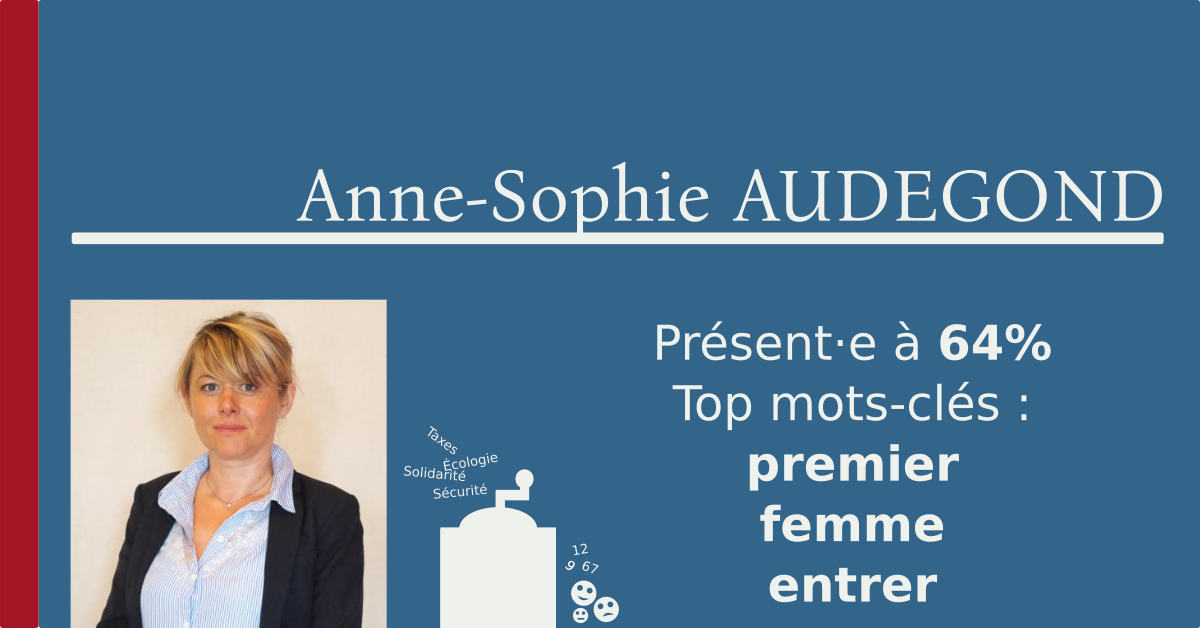 Anne-Sophie AUDEGOND
Présent·e à 64%
Top mots-clés :
premier
femme
entrer
Taxes
Écologie
Solidarité
Sécurité
12
9 67